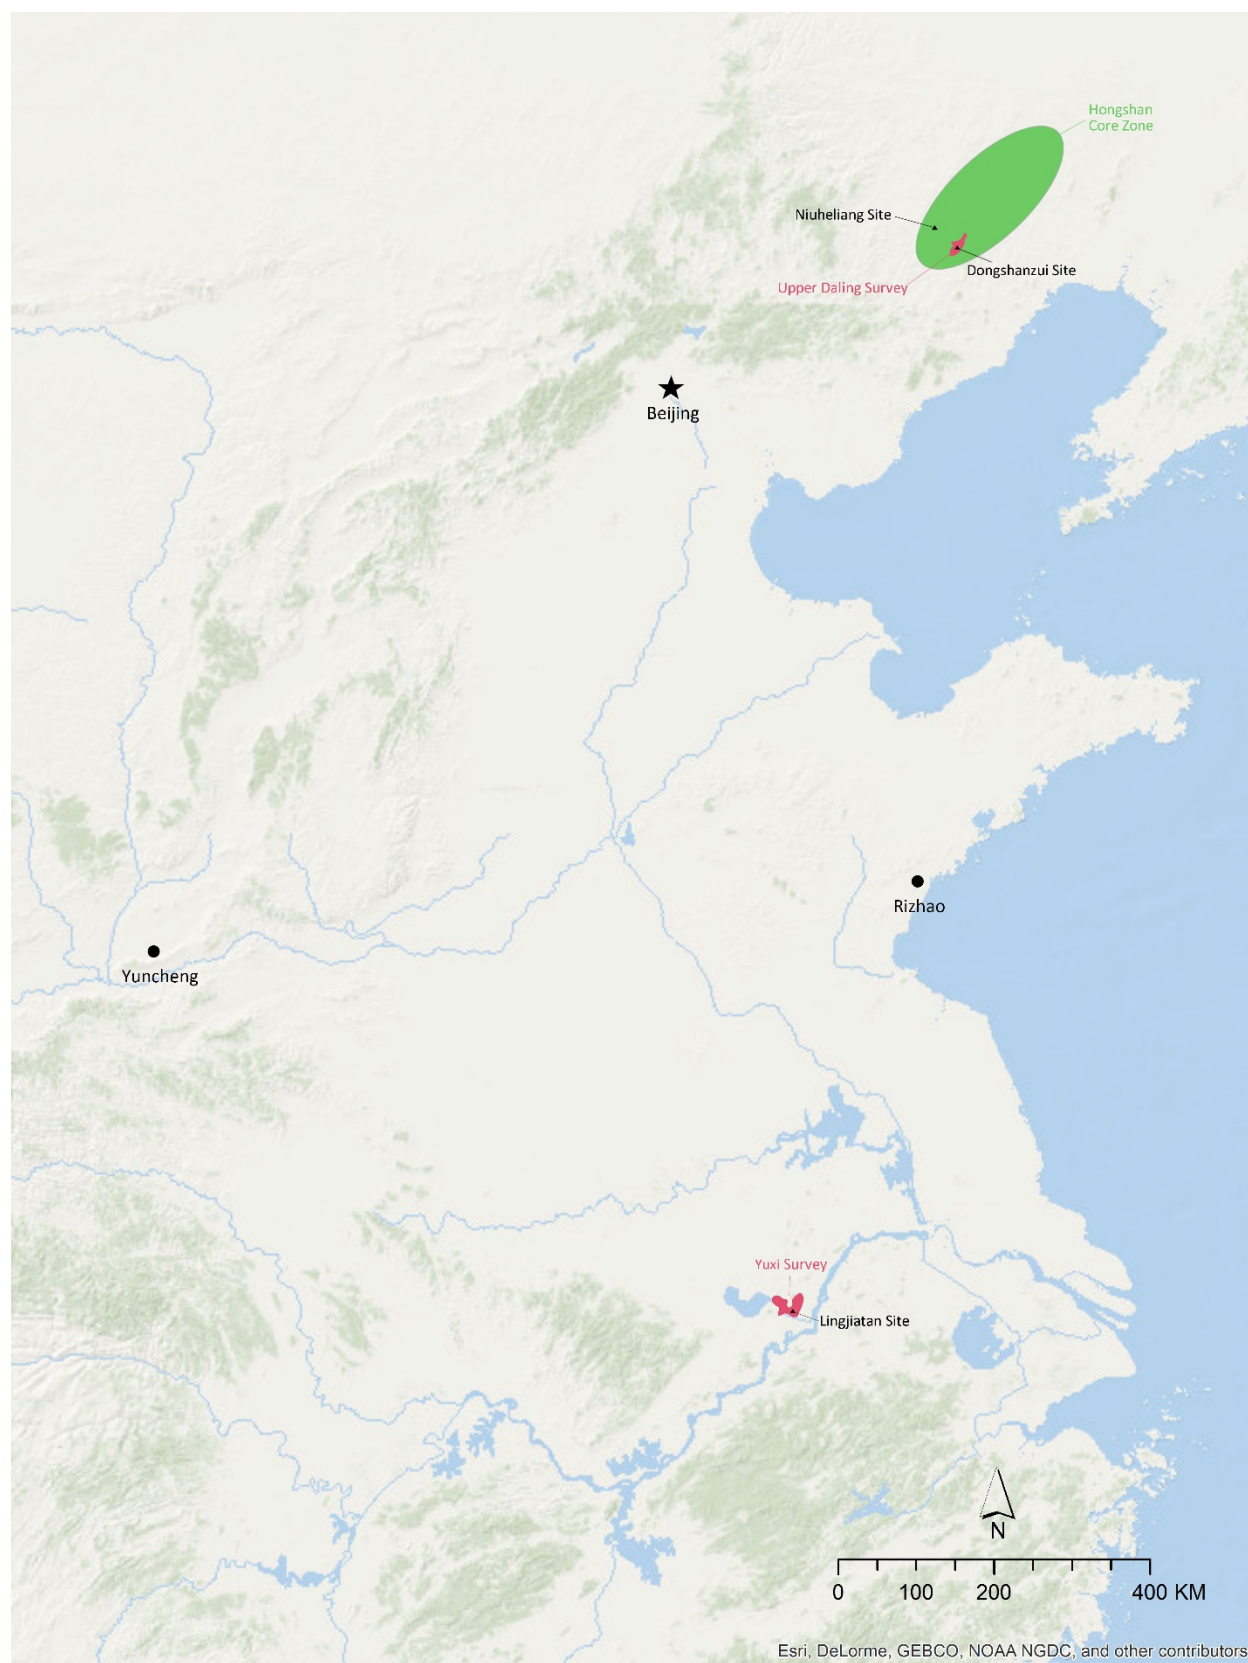 Hongshan
Core Zone
Niuheliang Site
Dongshanzui Site
Upper Daling Survey
Beijing
Rizhao
Yuncheng
Yuxi Survey
Lingjiatan Site
N
0 100 200 400 KM
Esri, DeLorme, GEBCO, NOAA NGDC, and other contributors